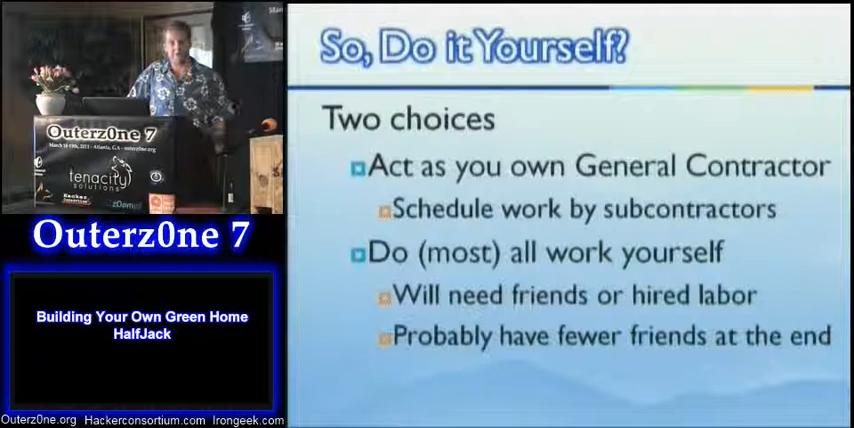 Outerz0ne 7
tenacity
solutions
Outerz0ne 7
Building Your Own Green Home
HalfJack
Outerz0ne.org Hackerconsortium.com Irongeek.com
So, Do it Yourself?
Two choices
Act as you own General Contractor
Schedule work by subcontractors
Do (most) all work yourself
Will need friends or hired labor
Probably have fewer friends at the end